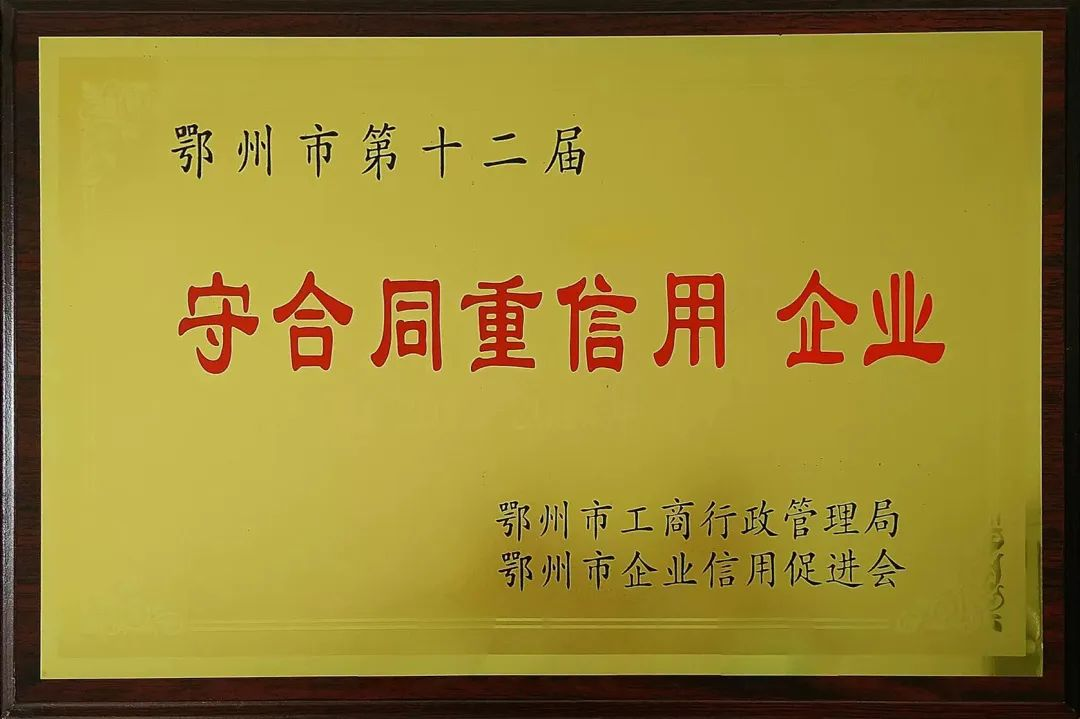 鄂州市第十二届
守合同重信用 企业
鄂州市工商行政管理局
鄂州市企业信用促进会